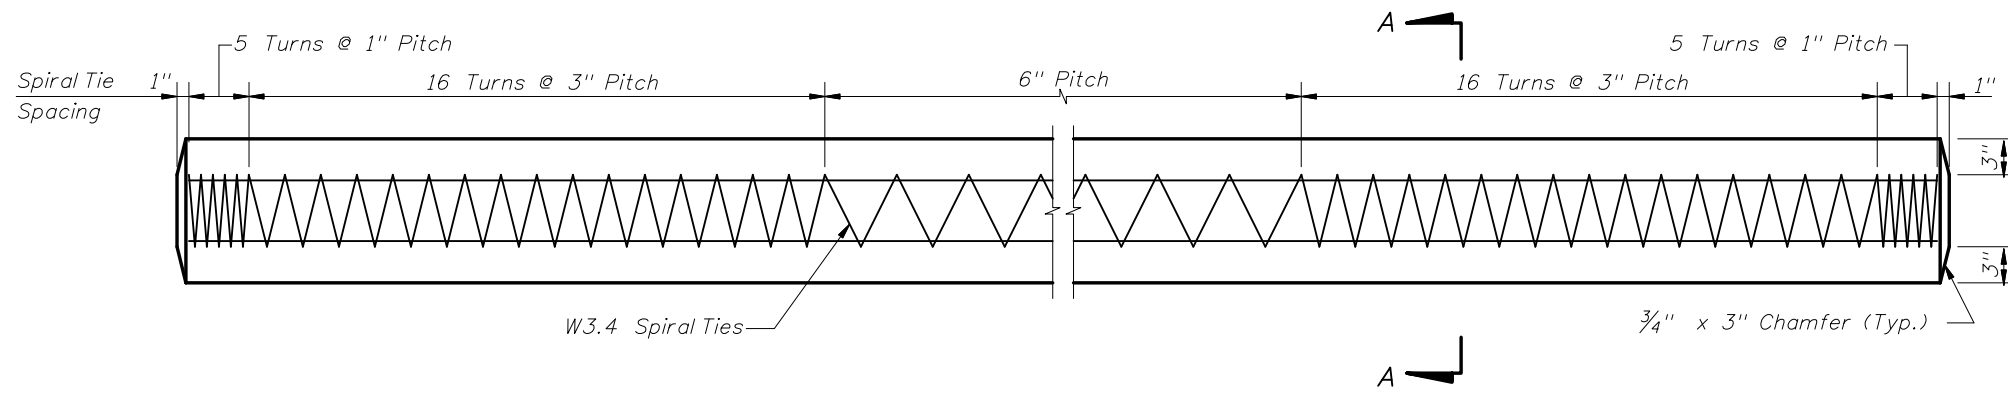 A
5 Turns @ 1" Pitch
5 Turns @ 1" Pitch
Spiral Tie
Spacing
1"
16 Turns @ 3" Pitch
6" Pitch
16 Turns @ 3" Pitch
1"
3"
3"
W3.4 Spiral Ties
3/4" x 3" Chamfer (Typ.)
A